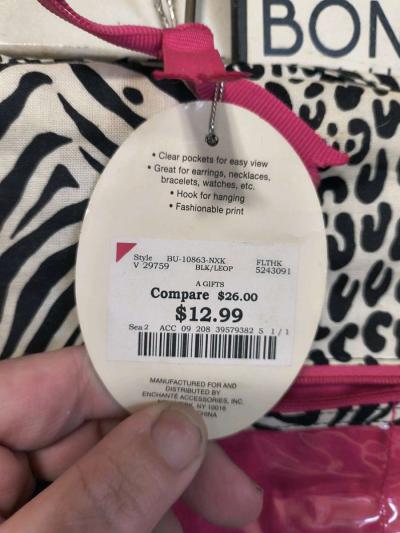 BON
• Clear pockets for easy view
• Great for earrings, necklaces,
bracelets, watches, etc.
• Hook for hanging
• Fashionable print
Style BU-10863-NXK FLTHK
V 29759 BLK/LEOP 5243091
A GIFTS
Compare $26.00
$12.99
Sea2 ACC 09 208 39579382 S 1/1
MANUFACTURED FOR AND
DISTRIBUTED BY
ENCHANTÉ ACCESSORIES, INC.
NY 10016
CHINA